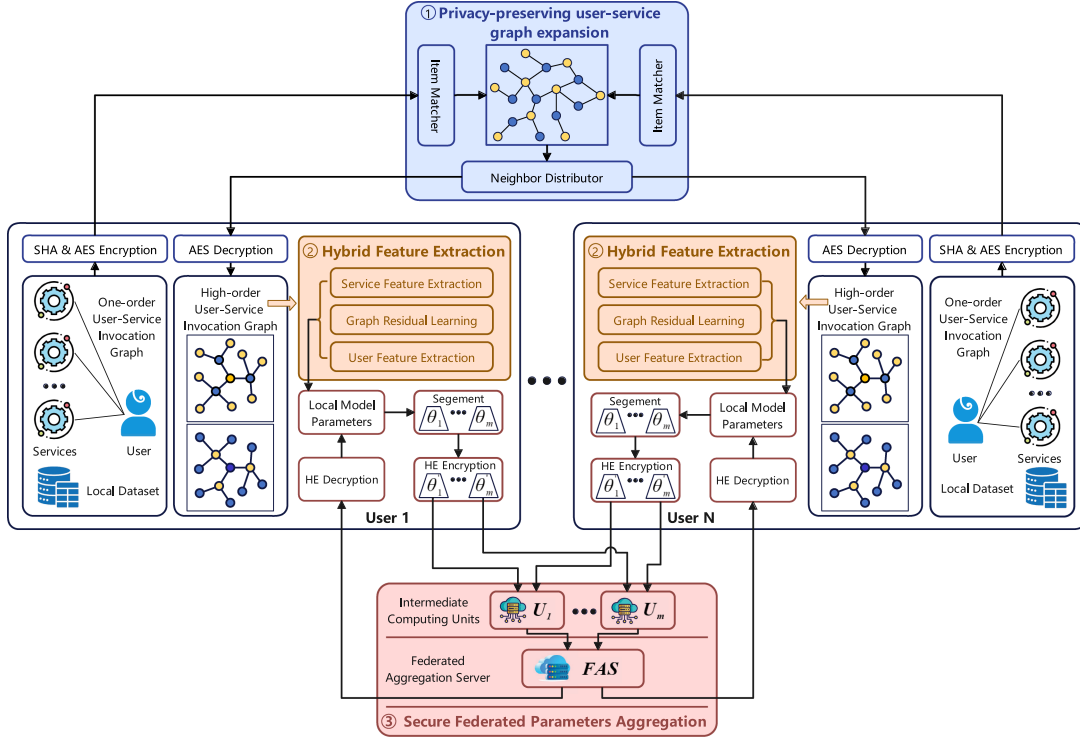 ① Privacy-preserving user-service
graph expansion
Item Matcher
Item Matcher
Neighbor Distributor
SHA & AES Encryption
AES Decryption
② Hybrid Feature Extraction
Service Feature Extraction
Graph Residual Learning
User Feature Extraction
One-order
User-Service
Invocation
Graph
High-order
User-Service
Invocation Graph
Services
User
Local Dataset
Local Model
Parameters
Segement
θ1 ••• θm
HE Decryption
HE Encryption
θ1 ••• θm
User 1
② Hybrid Feature Extraction
Service Feature Extraction
Graph Residual Learning
User Feature Extraction
AES Decryption
SHA & AES Encryption
High-order
User-Service
Invocation Graph
One-order
User-Service
Invocation
Graph
Segement
θ1 ••• θm
Local Model
Parameters
HE Encryption
θ1 ••• θm
HE Decryption
User
Services
Local Dataset
User N
Intermediate
Computing Units
U1 ••• Um
Federated
Aggregation Server
FAS
③ Secure Federated Parameters Aggregation